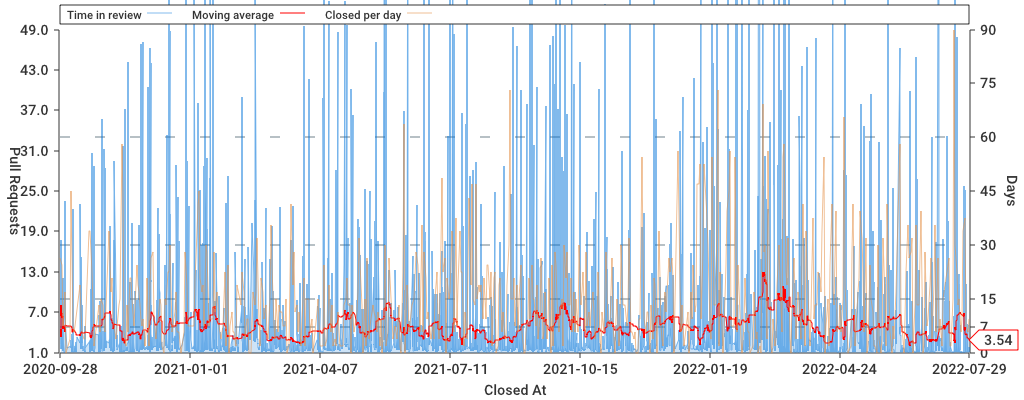 Time in review Moving average Closed per day
49.0 90
43.0 75
37.0
31.0 60
25.0 45
19.0 30
13.0 15
7.0 7
1.0 0
3.54
Pull Requests
Days
2020-09-28 2021-01-01 2021-04-07 2021-07-11 2021-10-15 2022-01-19 2022-04-24 2022-07-29
Closed At